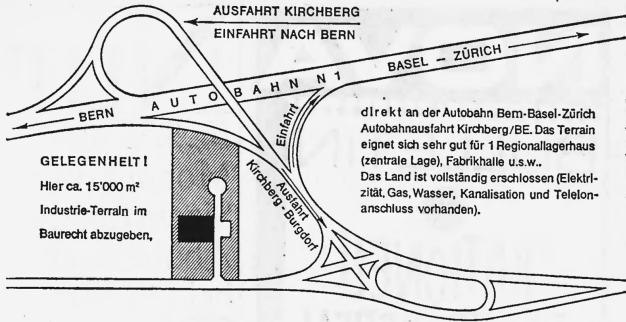 AUSFAHRT KIRCHBERG
EINFAHRT NACH BERN
BASEL – ZÜRICH
AUTOBAHN N1
BERN
Einfahrt
Ausfahrt
Kirchberg - Burgdorf
GELEGENHEIT!
Hier ca. 15'000 m²
Industrie-Terrain im
Baurecht abzugeben.
direkt an der Autobahn Bern-Basel-Zürich
Autobahnausfahrt Kirchberg/BE. Das Terrain
eignet sich sehr gut für 1 Regionallagerhaus
(zentrale Lage), Fabrikhalle u.s.w..
Das Land ist vollständig erschlossen (Elektri-
zität, Gas, Wasser, Kanalisation und Telefon-
anschluss vorhanden).